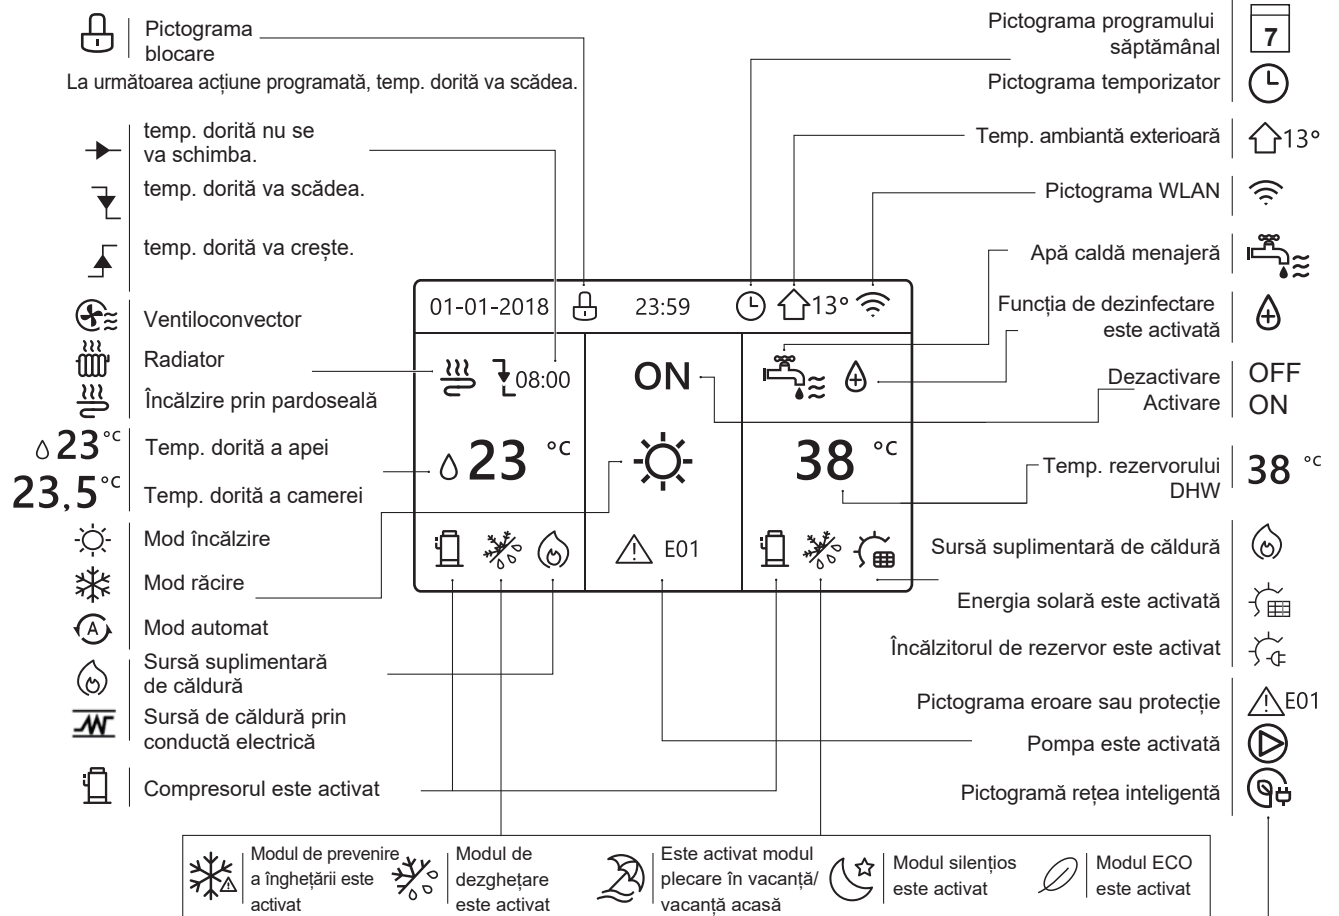 Pictograma
blocare
La următoarea acțiune programată, temp. dorită va scădea.
temp. dorită nu se
va schimba.
temp. dorită va scădea.
temp. dorită va crește.
Ventiloconvector
Radiator
Încălzire prin pardoseală
23 °C
Temp. dorită a apei
23,5 °C
Temp. dorită a camerei
Mod încălzire
Mod răcire
A
Mod automat
Sursă suplimentară
de căldură
Sursă de căldură prin
conductă electrică
Compresorul este activat
01-01-2018
23:59
13°
08:00
ON
23 °C
38 °C
E01
Pictograma programului
săptămânal
7
Pictograma temporizator
Temp. ambiantă exterioară
13°
Pictograma WLAN
Apă caldă menajeră
Funcția de dezinfectare
este activată
Dezactivare
OFF
Activare
ON
Temp. rezervorului
DHW
38 °C
Sursă suplimentară de căldură
Energia solară este activată
Încălzitorul de rezervor este activat
Pictograma eroare sau protecție
E01
Pompa este activată
Pictogramă rețea inteligentă
Modul de prevenire
a înghețării este
activat
Modul de
dezghețare
este activat
Este activat modul
plecare în vacanță/
vacanță acasă
Modul silențios
este activat
Modul ECO
este activat